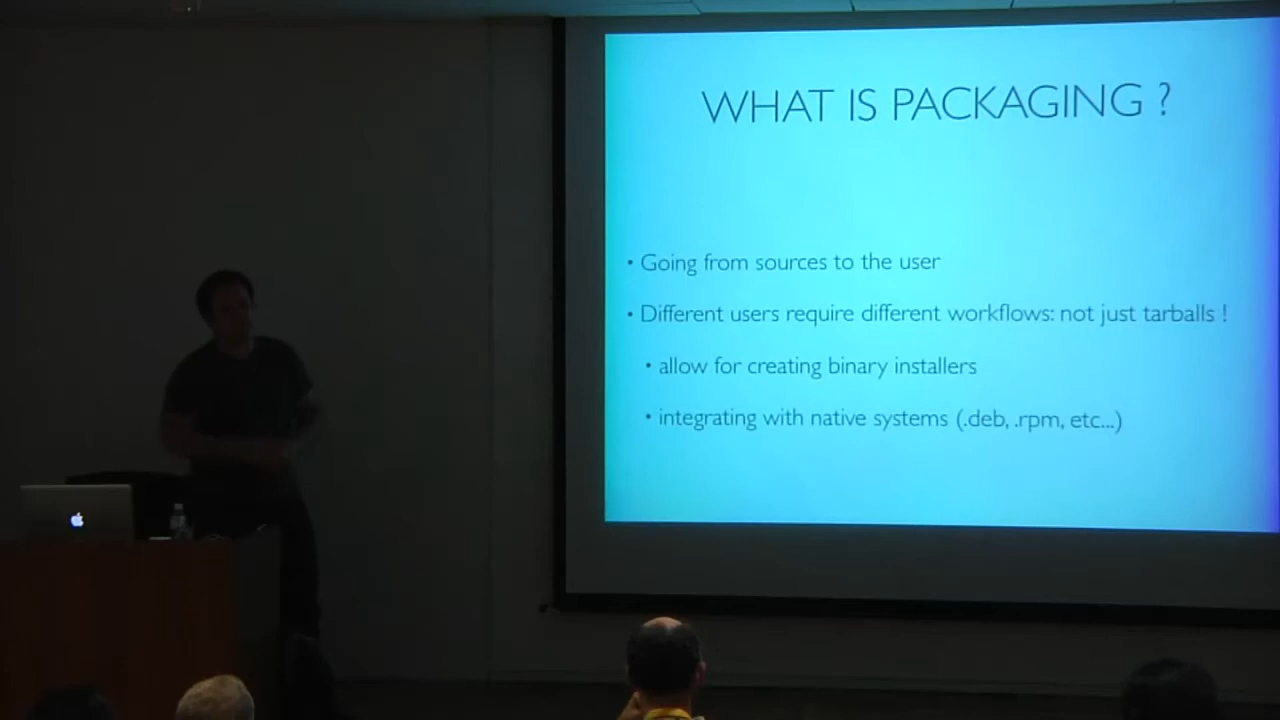 WHAT IS PACKAGING ?
• Going from sources to the user
• Different users require different workflows: not just tarballs !
• allow for creating binary installers
• integrating with native systems (.deb, .rpm, etc...)